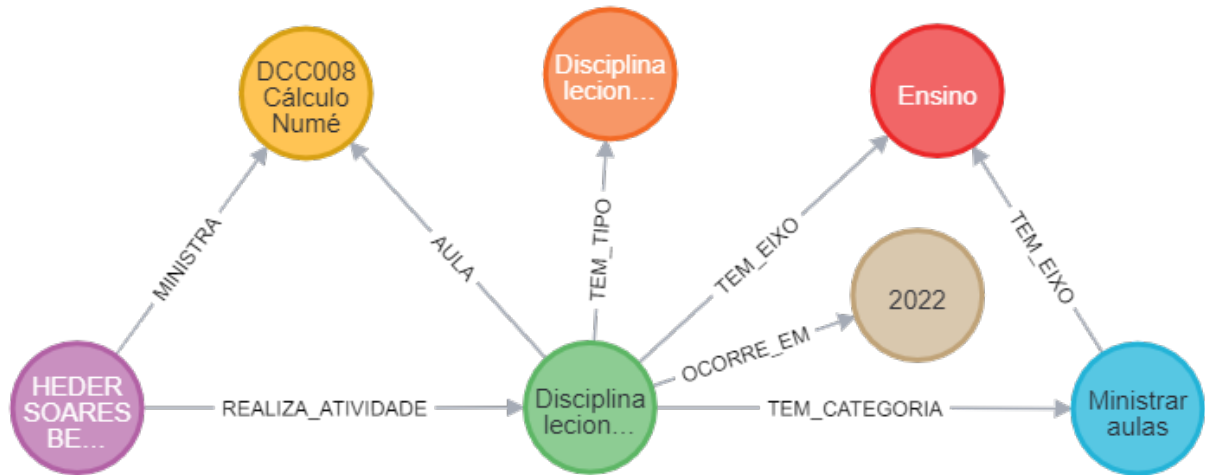 DCC008
Cálculo
Numé
Disciplina
lecion...
Ensino
MINISTRA
AULA
TEM_TIPO
TEM_EIXO
TEM_EIXO
2022
OCORRE_EM
HEDER
SOARES
BE...
REALIZA_ATIVIDADE
Disciplina
lecion...
TEM_CATEGORIA
Ministrar
aulas